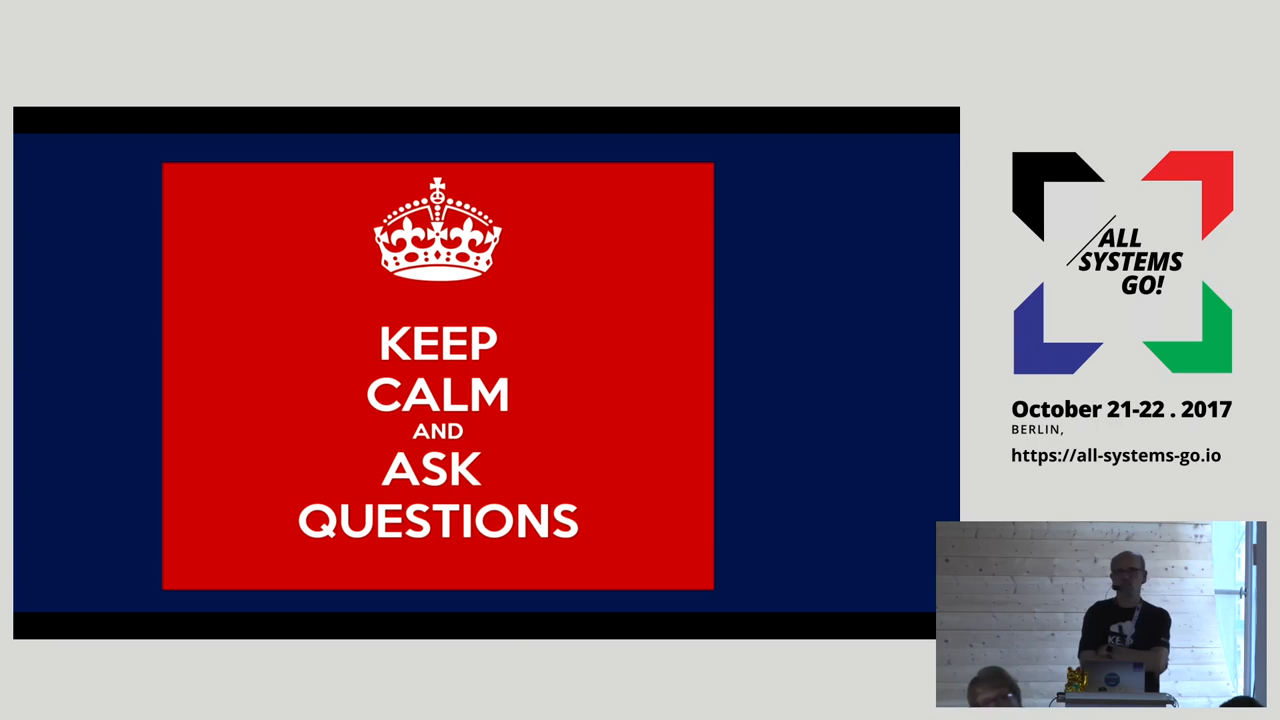 KEEP
CALM
AND
ASK
QUESTIONS
ALL
SYSTEMS
GO!
October 21-22 . 2017
BERLIN,
https://all-systems-go.io